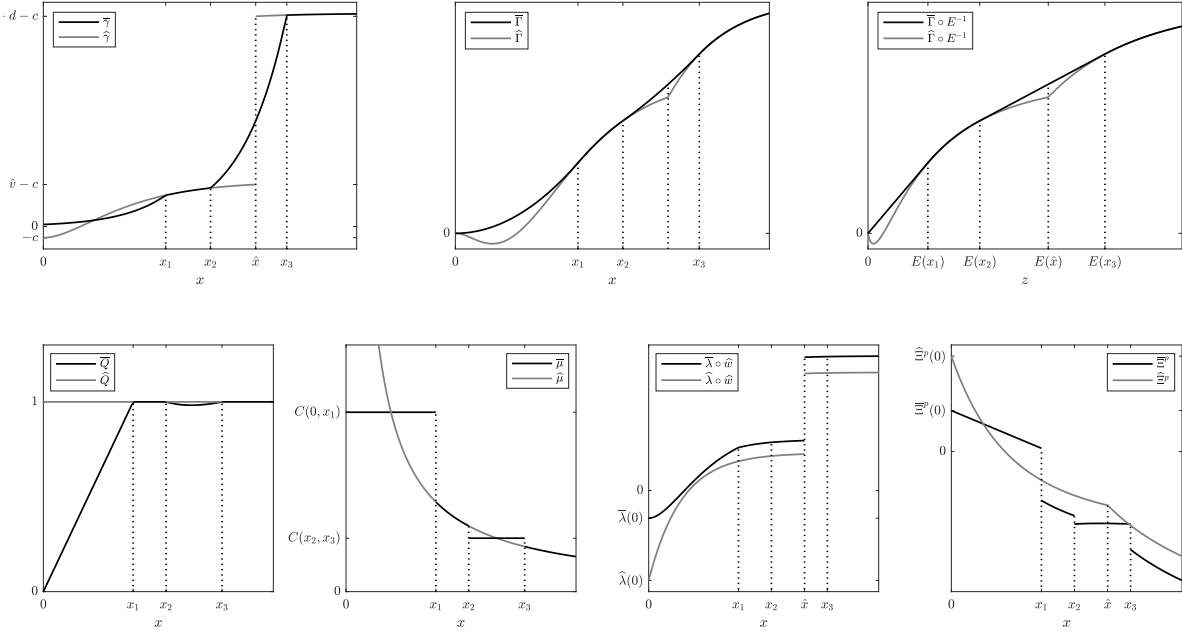 d − c
γ̅
γ̂
v̂ − c
0
−c
0 x₁ x₂ x̂ x₃
x
Γ̅
Γ̂
0
0 x₁ x₂ x₃
x
Γ̅ ∘ E⁻¹
Γ̂ ∘ E⁻¹
0
0 E(x₁) E(x₂) E(x̂) E(x₃)
z
Q̅
Q̂
1
0
0 x₁ x₂ x₃
x
μ̅
μ̂
C(0, x₁)
C(x₂, x₃)
0
0 x₁ x₂ x₃
x
λ̅ ∘ ŵ
λ̂ ∘ ŵ
0
λ̅(0)
λ̂(0)
0 x₁ x₂ x̂ x₃
x
Ξ̂ᵖ(0)
Ξ̅ᵖ
Ξ̂ᵖ
Ξ̅ᵖ(0)
0
0 x₁ x₂ x̂ x₃
x